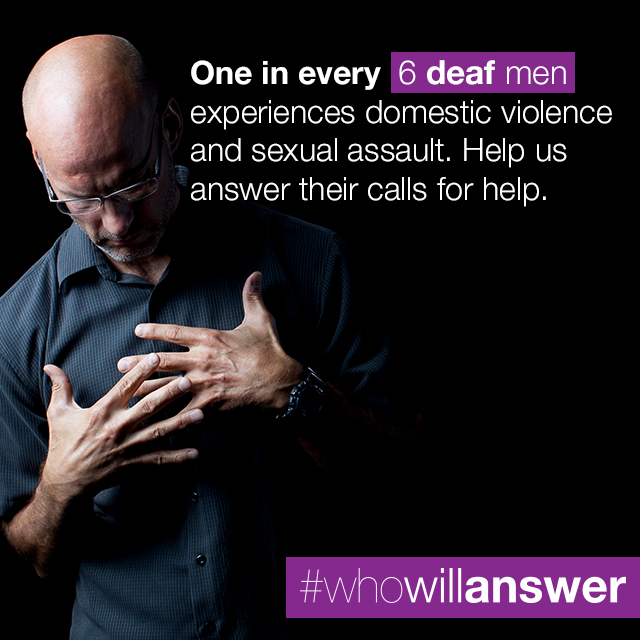 One in every 6 deaf men
experiences domestic violence
and sexual assault. Help us
answer their calls for help.
#whowillanswer